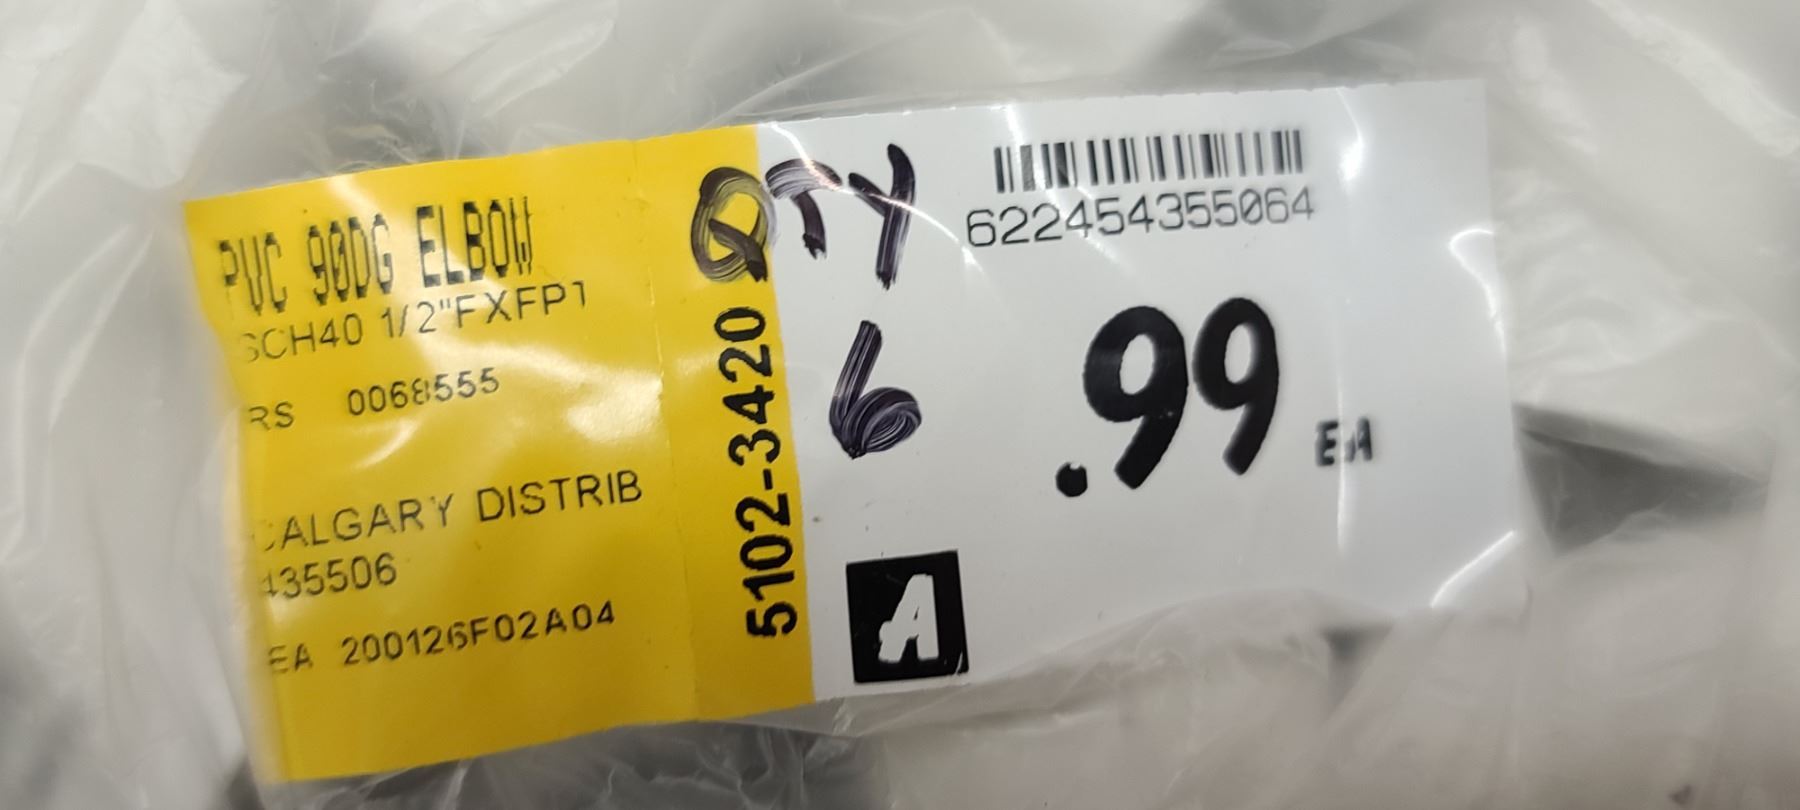 PVC 90DG ELBOW
SCH40 1/2"FXFPT
RS 0068555
CALGARY DISTRIB
435506
EA 200126F02A04
5102-3420
QTY
6
622454355064
.99 EA
A